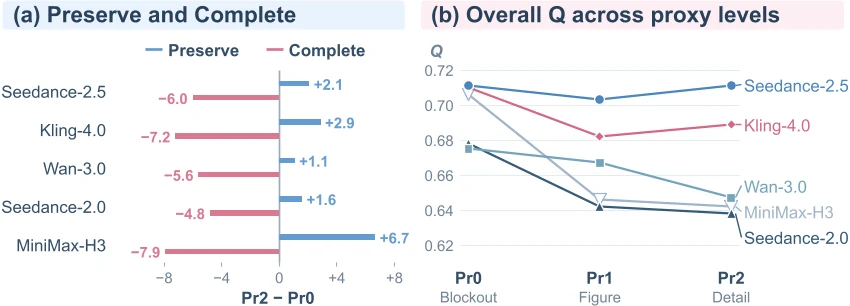 (a) Preserve and Complete
Preserve
Complete
Seedance-2.5
−6.0
+2.1
Kling-4.0
−7.2
+2.9
Wan-3.0
−5.6
+1.1
Seedance-2.0
−4.8
+1.6
MiniMax-H3
−7.9
+6.7
−8
−4
0
+4
+8
Pr2 − Pr0
(b) Overall Q across proxy levels
Q
0.72
0.70
0.68
0.66
0.64
0.62
Seedance-2.5
Kling-4.0
Wan-3.0
MiniMax-H3
Seedance-2.0
Pr0
Blockout
Pr1
Figure
Pr2
Detail